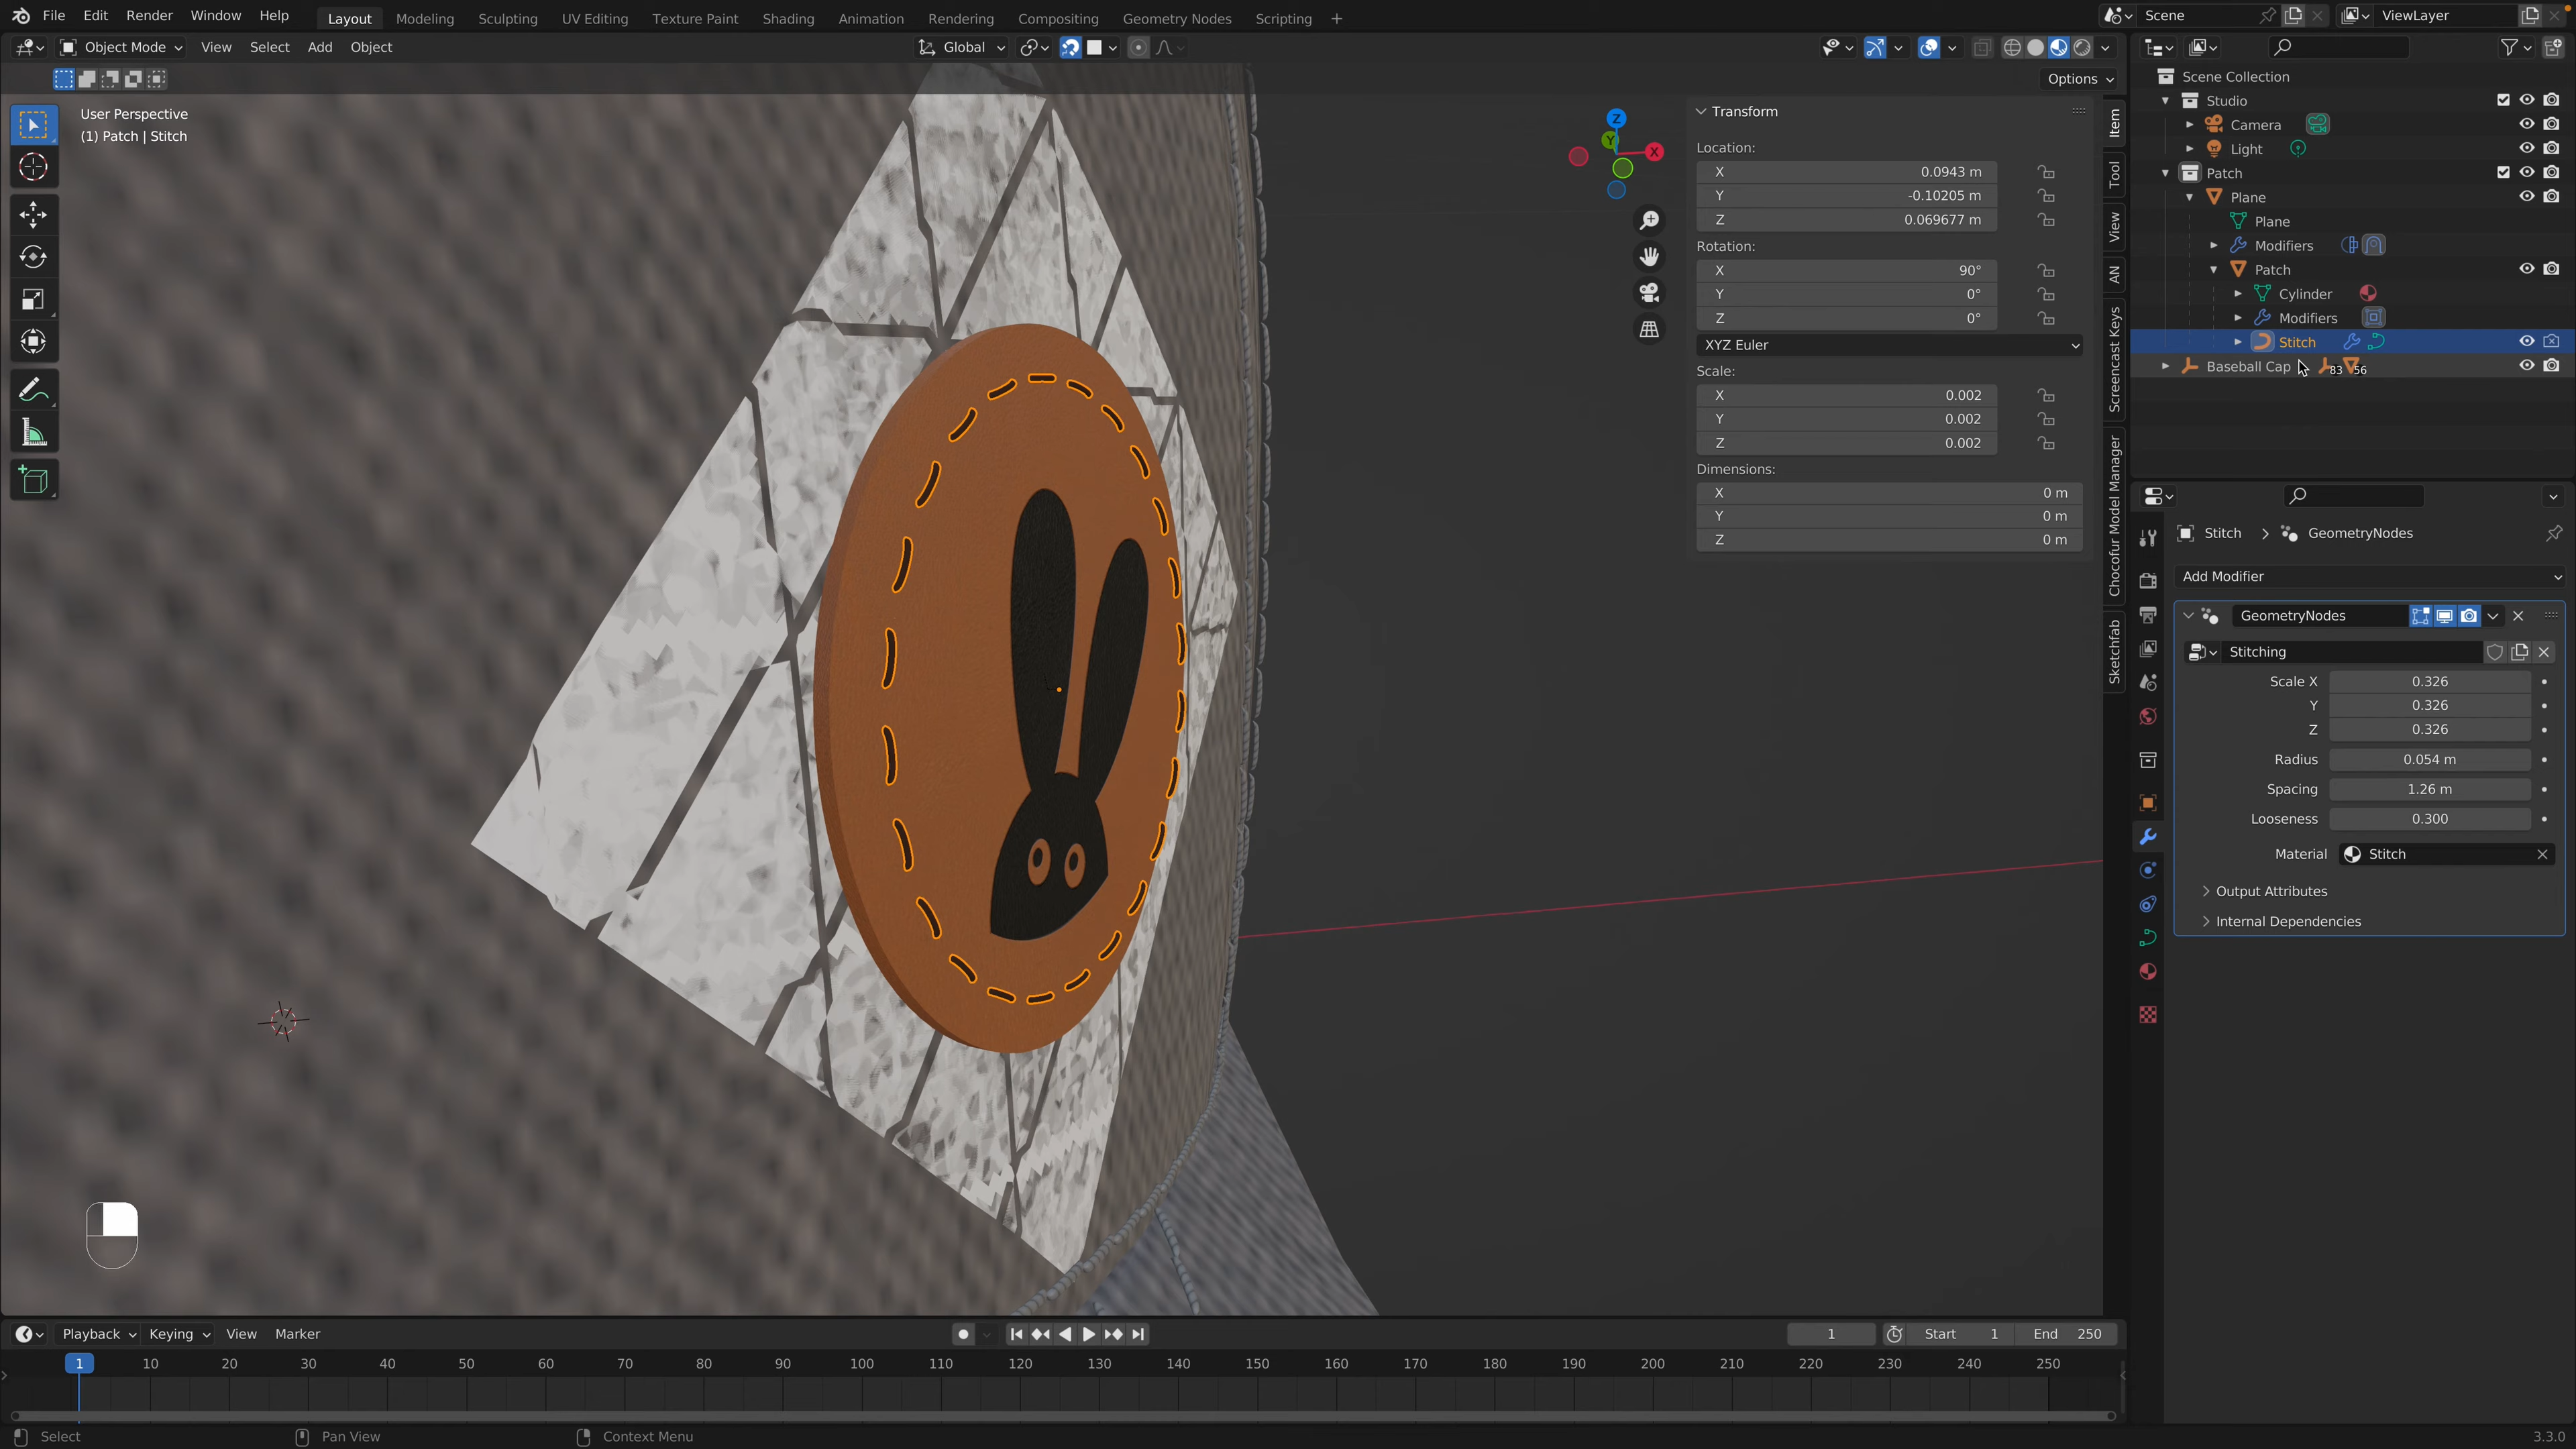 File Edit Render Window Help Layout Modeling Sculpting UV Editing Texture Paint Shading Animation Rendering Compositing Geometry Nodes Scripting + Scene ViewLayer
Object Mode View Select Add Object Global
Options
User Perspective
(1) Patch | Stitch
Z
Y
X
Transform
Location:
X 0.0943 m
Y -0.10205 m
Z 0.069677 m
Rotation:
X 90°
Y 0°
Z 0°
XYZ Euler
Scale:
X 0.002
Y 0.002
Z 0.002
Dimensions:
X 0 m
Y 0 m
Z 0 m
Item
Tool
View
AN
Screencast Keys
Chocofur Model Manager
Sketchfab
Scene Collection
Studio
Camera
Light
Patch
Plane
Plane
Modifiers
Patch
Cylinder
Modifiers
Stitch
Baseball Cap 83 56
Stitch > GeometryNodes
Add Modifier
GeometryNodes
Stitching
Scale X 0.326
Y 0.326
Z 0.326
Radius 0.054 m
Spacing 1.26 m
Looseness 0.300
Material Stitch
Output Attributes
Internal Dependencies
Playback Keying View Marker 1 Start 1 End 250
1 10 20 30 40 50 60 70 80 90 100 110 120 130 140 150 160 170 180 190 200 210 220 230 240 250
Select Pan View Context Menu 3.3.0